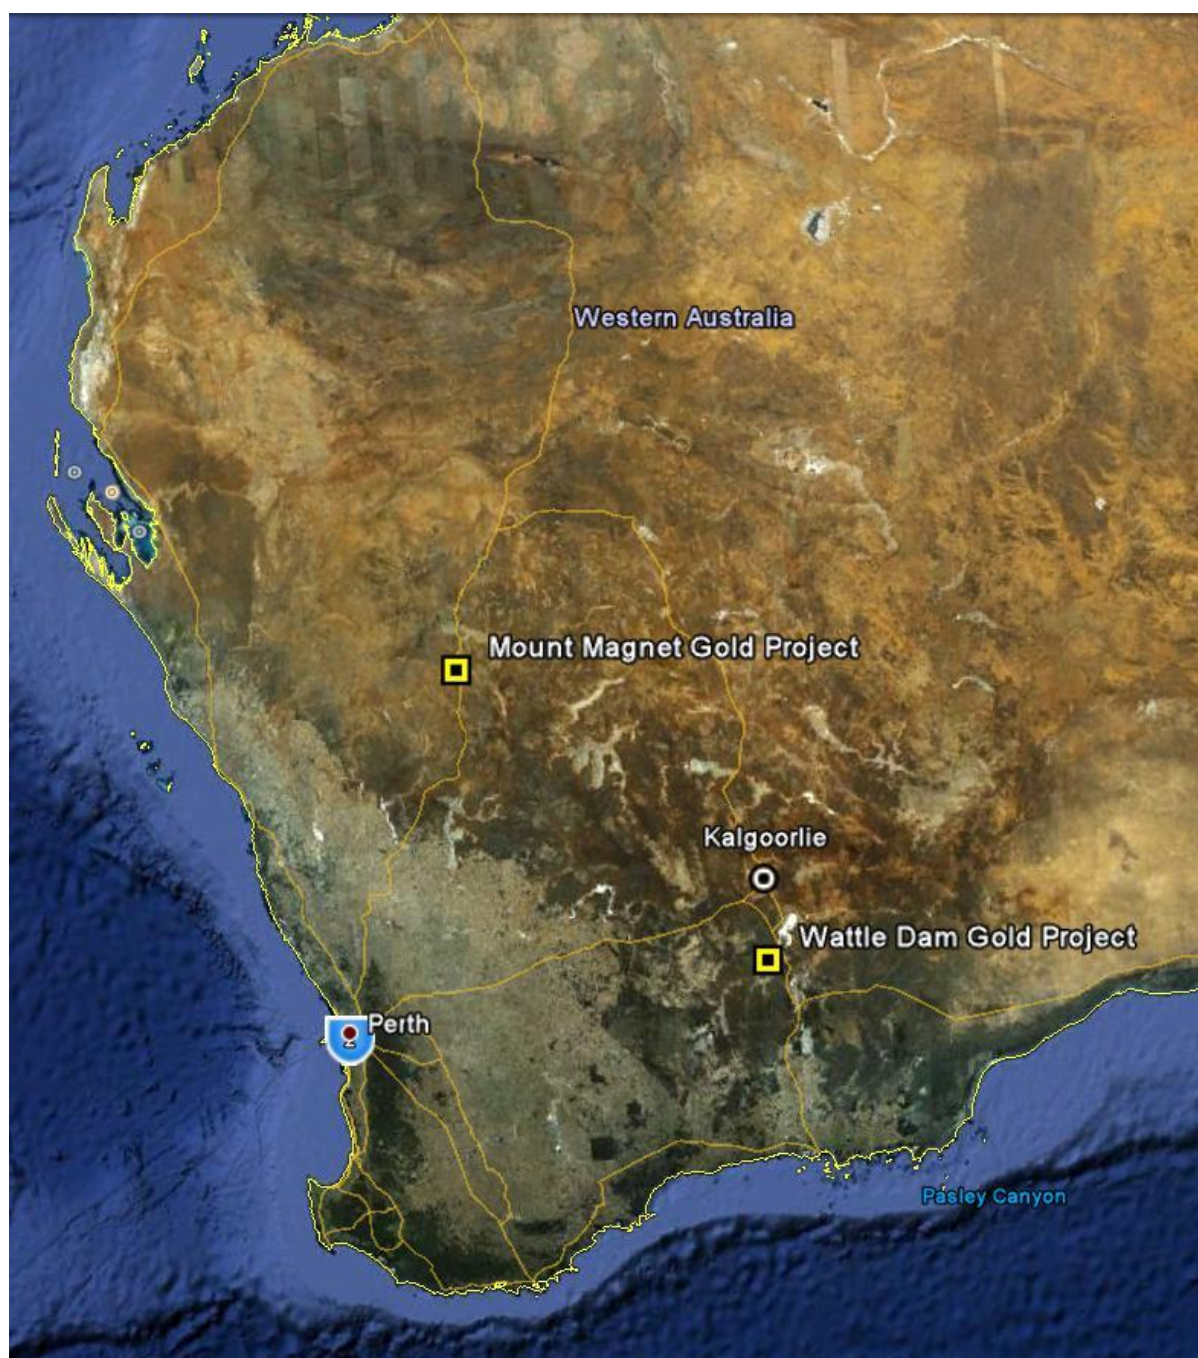 Western Australia
Mount Magnet Gold Project
Kalgoorlie
Wattle Dam Gold Project
Perth
Pasley Canyon